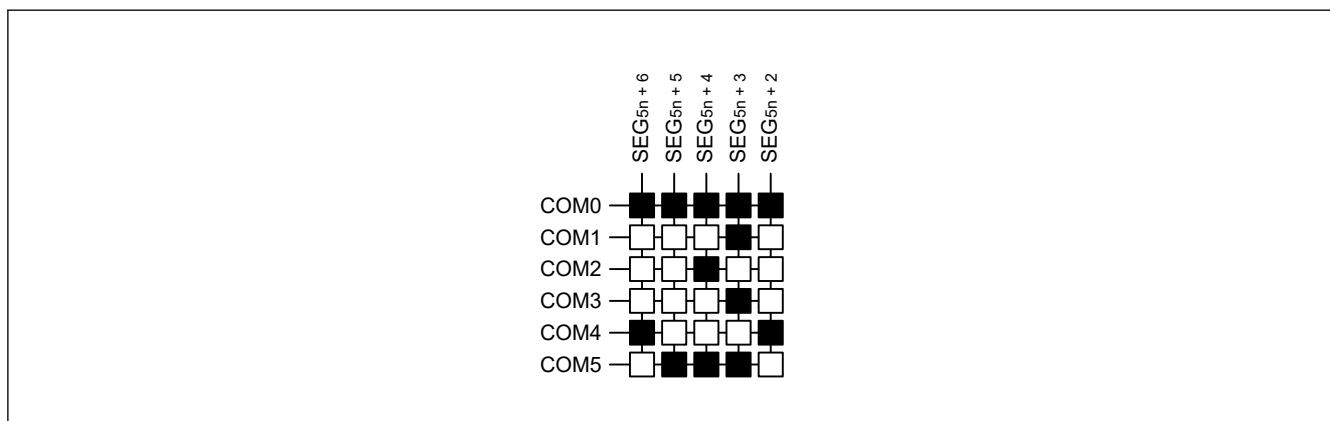 SEG5n + 6 SEG5n + 5 SEG5n + 4 SEG5n + 3 SEG5n + 2
COM0
COM1
COM2
COM3
COM4
COM5